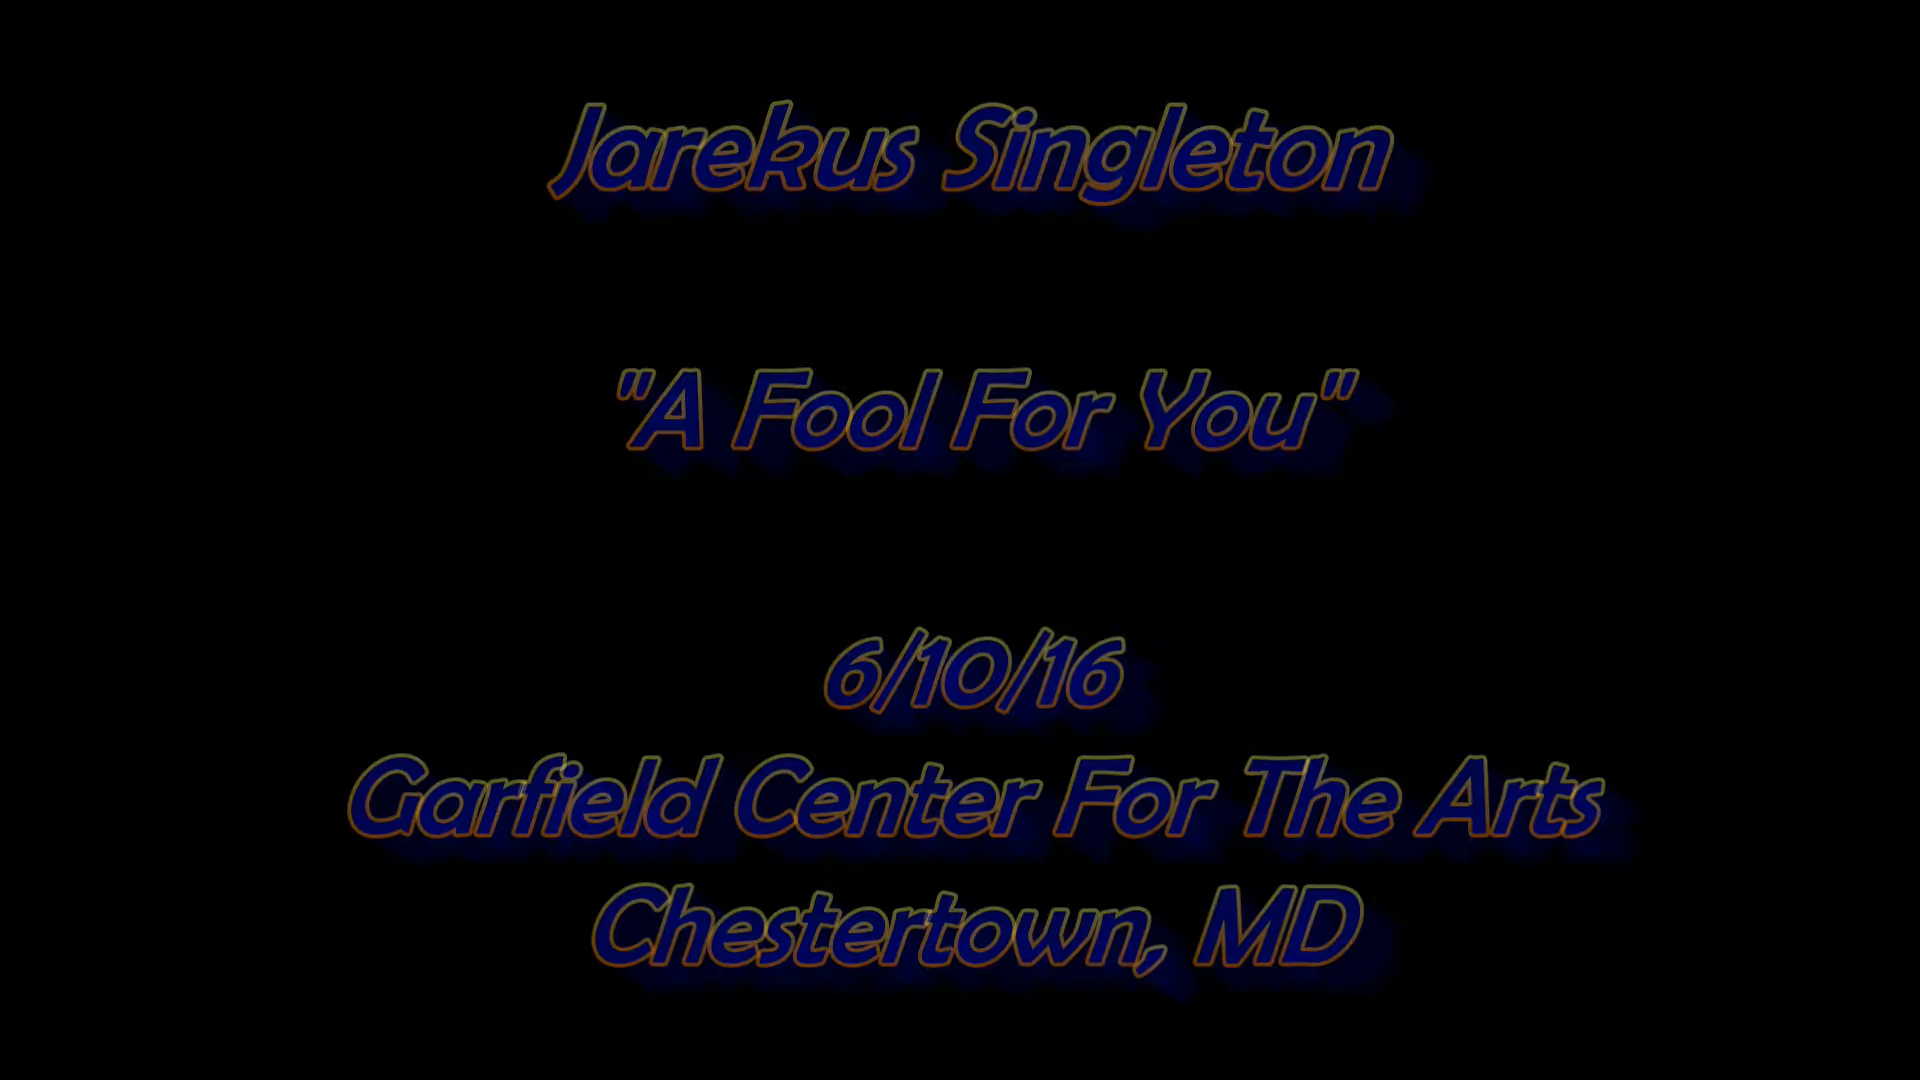 Jarekus Singleton
"A Fool For You"
6/10/16
Garfield Center For The Arts
Chestertown, MD